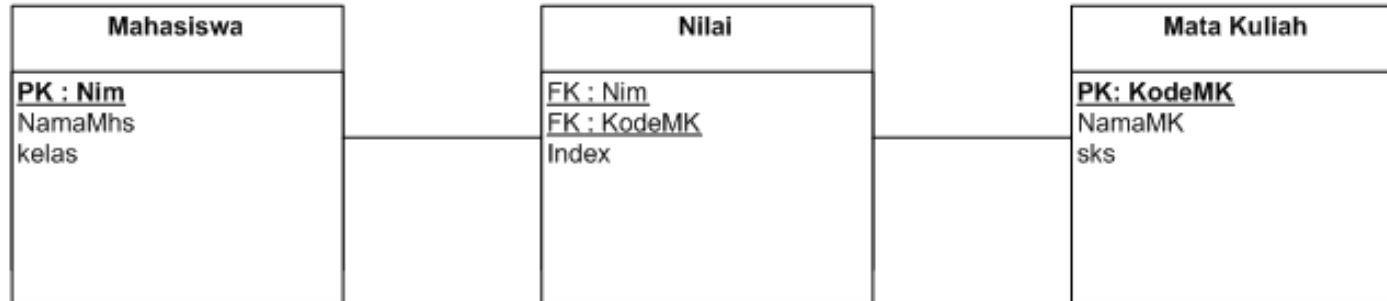 Mahasiswa
PK : Nim
NamaMhs
kelas
Nilai
FK : Nim
FK : KodeMK
Index
Mata Kuliah
PK: KodeMK
NamaMK
sks